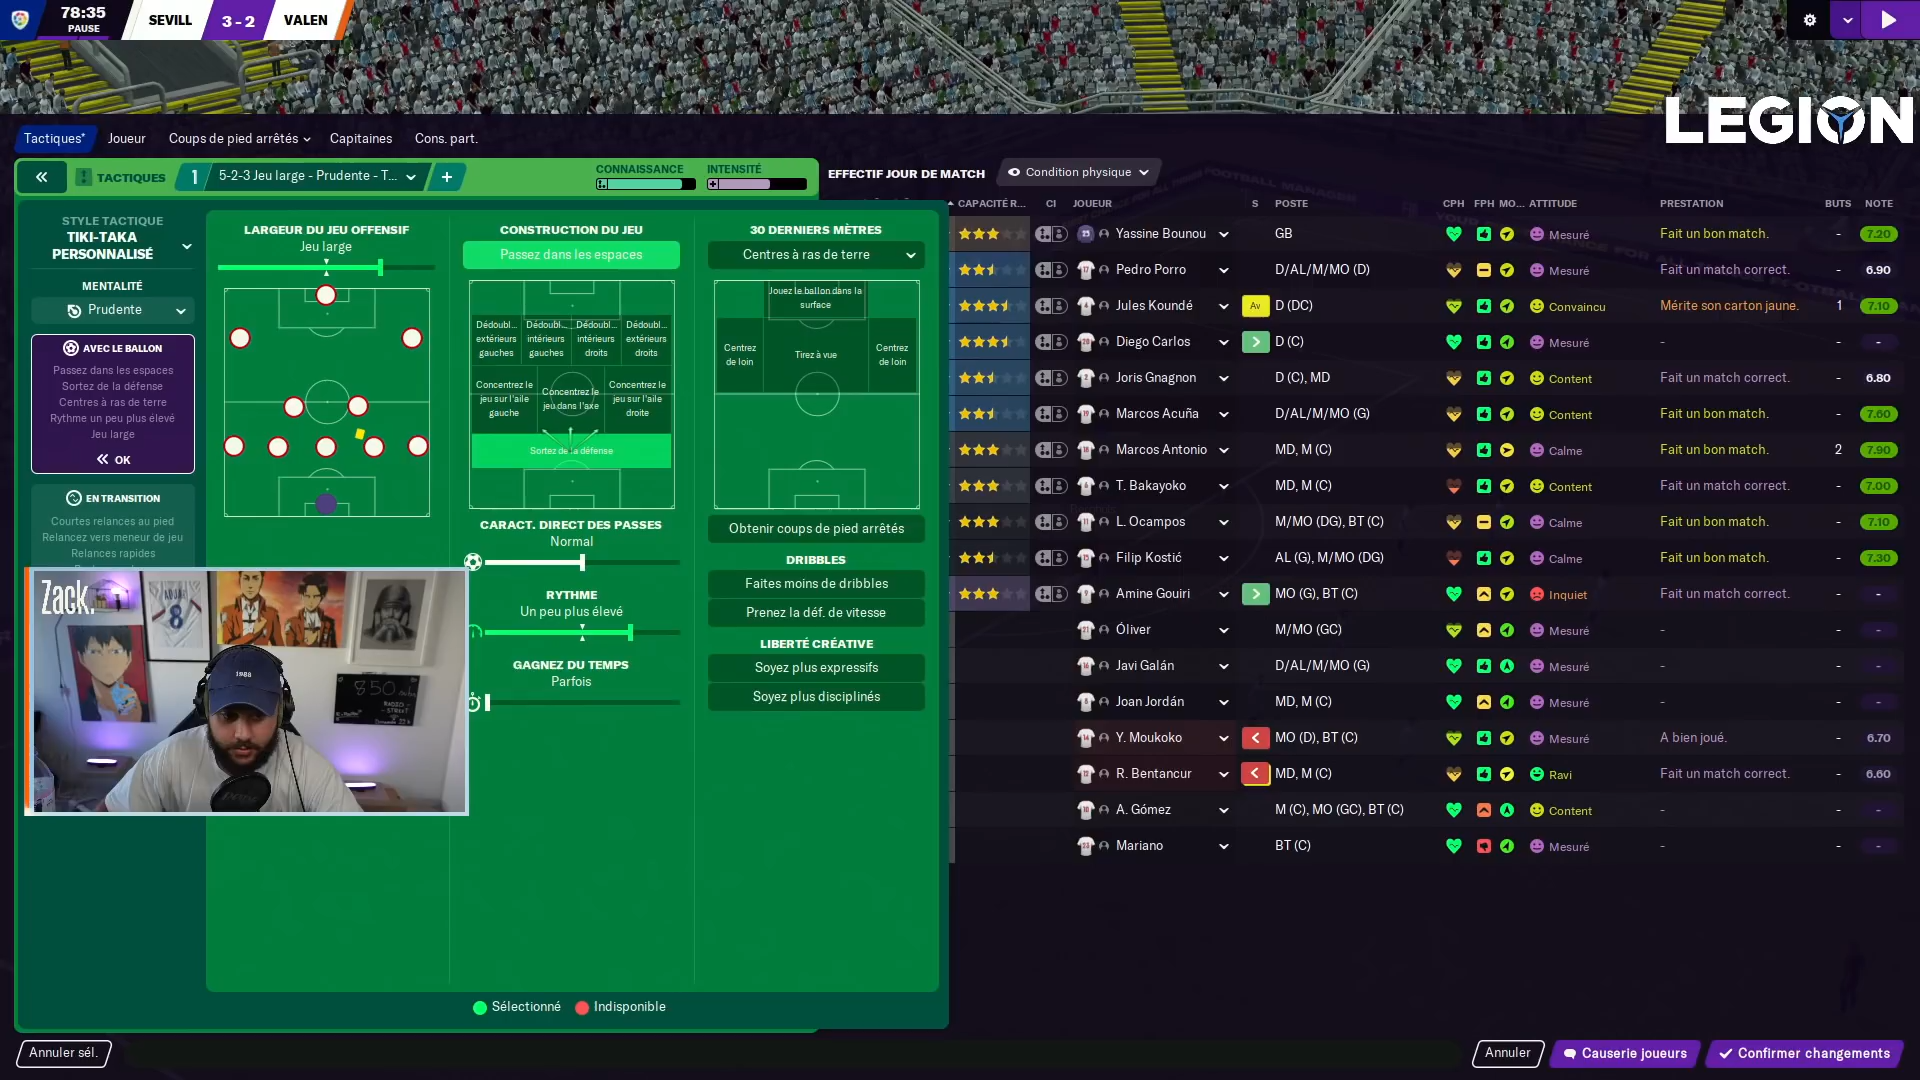 78:35
PAUSE
SEVILL
3 - 2
VALEN
LEGION
Tactiques*
Joueur
Coups de pied arrêtés
Capitaines
Cons. part.
TACTIQUES
1
5-2-3 Jeu large - Prudente - T...
CONNAISSANCE
INTENSITÉ
EFFECTIF JOUR DE MATCH
Condition physique
STYLE TACTIQUE
TIKI-TAKA
PERSONNALISÉ
MENTALITÉ
Prudente
AVEC LE BALLON
Passez dans les espaces
Sortez de la défense
Centres à ras de terre
Rythme un peu plus élevé
Jeu large
OK
EN TRANSITION
Courtes relances au pied
Relancez vers meneur de jeu
Relances rapides
LARGEUR DU JEU OFFENSIF
Jeu large
CONSTRUCTION DU JEU
Passez dans les espaces
Dédoubl... extérieurs gauches
Dédoubl... intérieurs gauches
Dédoubl... intérieurs droits
Dédoubl... extérieurs droits
Concentrez le jeu sur l'aile gauche
Concentrez le jeu dans l'axe
Concentrez le jeu sur l'aile droite
Sortez de la défense
CARACT. DIRECT DES PASSES
Normal
RYTHME
Un peu plus élevé
GAGNEZ DU TEMPS
Parfois
30 DERNIERS MÈTRES
Centres à ras de terre
Jouez le ballon dans la surface
Centrez de loin
Tirez à vue
Centrez de loin
Obtenir coups de pied arrêtés
DRIBBLES
Faites moins de dribbles
Prenez la déf. de vitesse
LIBERTÉ CRÉATIVE
Soyez plus expressifs
Soyez plus disciplinés
Sélectionné
Indisponible
CAPACITÉ R... CI JOUEUR S POSTE CPH FPH MO... ATTITUDE PRESTATION BUTS NOTE
Yassine Bounou GB Mesuré Fait un bon match. - 7.20
Pedro Porro D/AL/M/MO (D) Mesuré Fait un match correct. - 6.90
Jules Koundé Av D (DC) Convaincu Mérite son carton jaune. 1 7.10
Diego Carlos D (C) Mesuré - - -
Joris Gnagnon D (C), MD Content Fait un match correct. - 6.80
Marcos Acuña D/AL/M/MO (G) Content Fait un bon match. - 7.60
Marcos Antonio MD, M (C) Calme Fait un bon match. 2 7.90
T. Bakayoko MD, M (C) Content Fait un match correct. - 7.00
L. Ocampos M/MO (DG), BT (C) Calme Fait un bon match. - 7.10
Filip Kostić AL (G), M/MO (DG) Calme Fait un bon match. - 7.30
Amine Gouiri MO (G), BT (C) Inquiet Fait un match correct. - -
Óliver M/MO (GC) Mesuré - - -
Javi Galán D/AL/M/MO (G) Mesuré - - -
Joan Jordán MD, M (C) Mesuré - - -
Y. Moukoko MO (D), BT (C) Mesuré A bien joué. - 6.70
R. Bentancur MD, M (C) Ravi Fait un match correct. - 6.60
A. Gómez M (C), MO (GC), BT (C) Content - - -
Mariano BT (C) Mesuré - - -
Zack.
8
1988
850
Annuler sél.
Annuler
Causerie joueurs
Confirmer changements